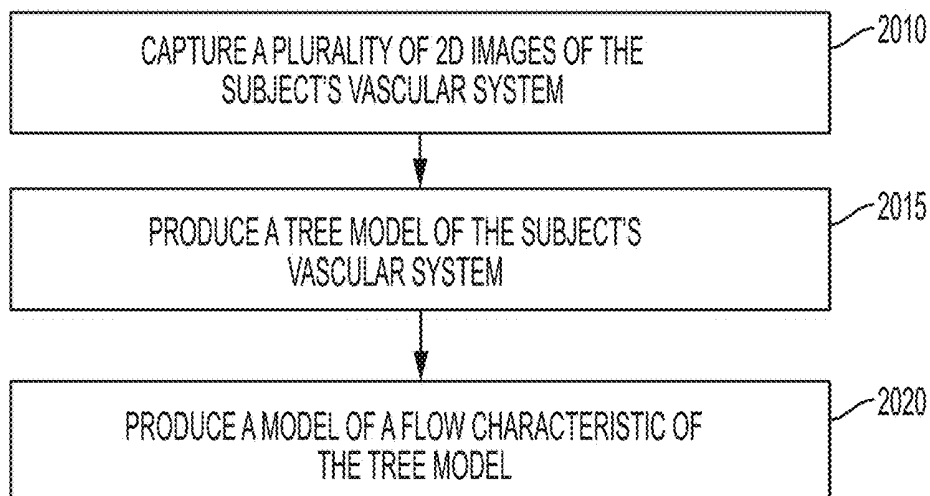 CAPTURE A PLURALITY OF 2D IMAGES OF THE
SUBJECT'S VASCULAR SYSTEM
2010
PRODUCE A TREE MODEL OF THE SUBJECT'S
VASCULAR SYSTEM
2015
PRODUCE A MODEL OF A FLOW CHARACTERISTIC OF
THE TREE MODEL
2020